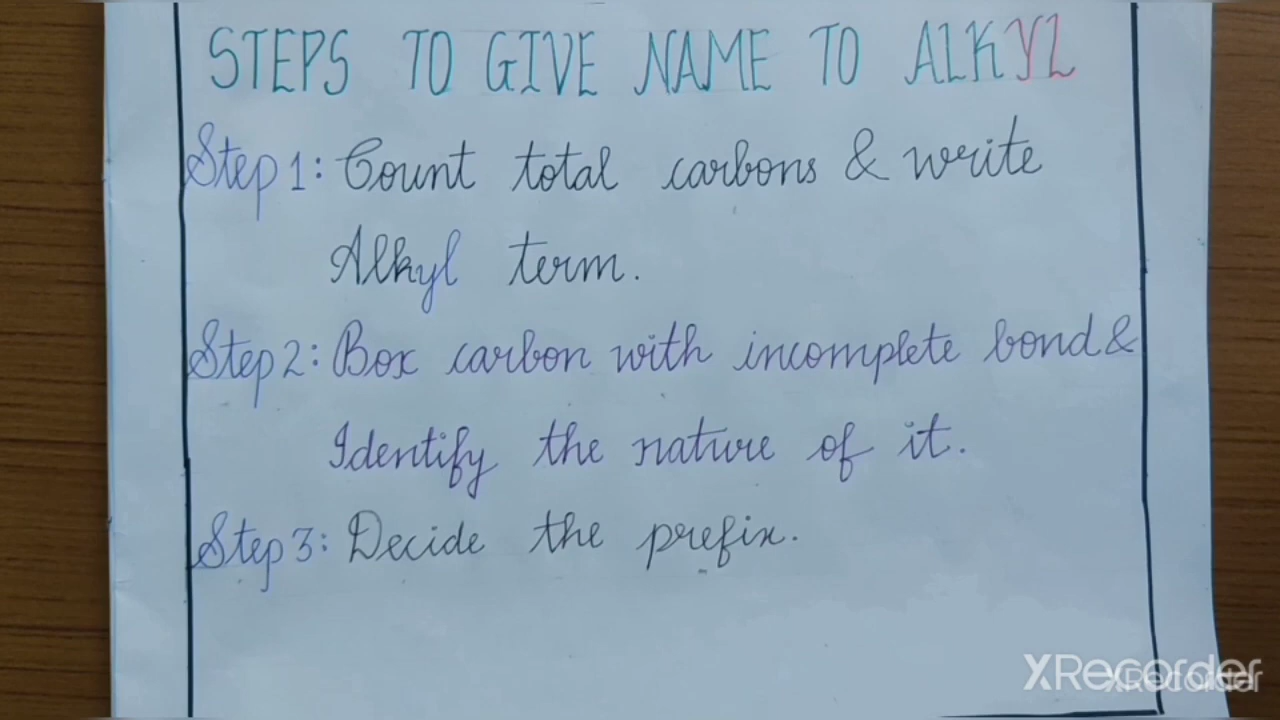 STEPS TO GIVE NAME TO ALKYL
Step 1: Count total carbons & write
Alkyl term.
Step 2: Box carbon with incomplete bond &
Identify the nature of it.
Step 3: Decide the prefix.
XRecorder
XRecorder